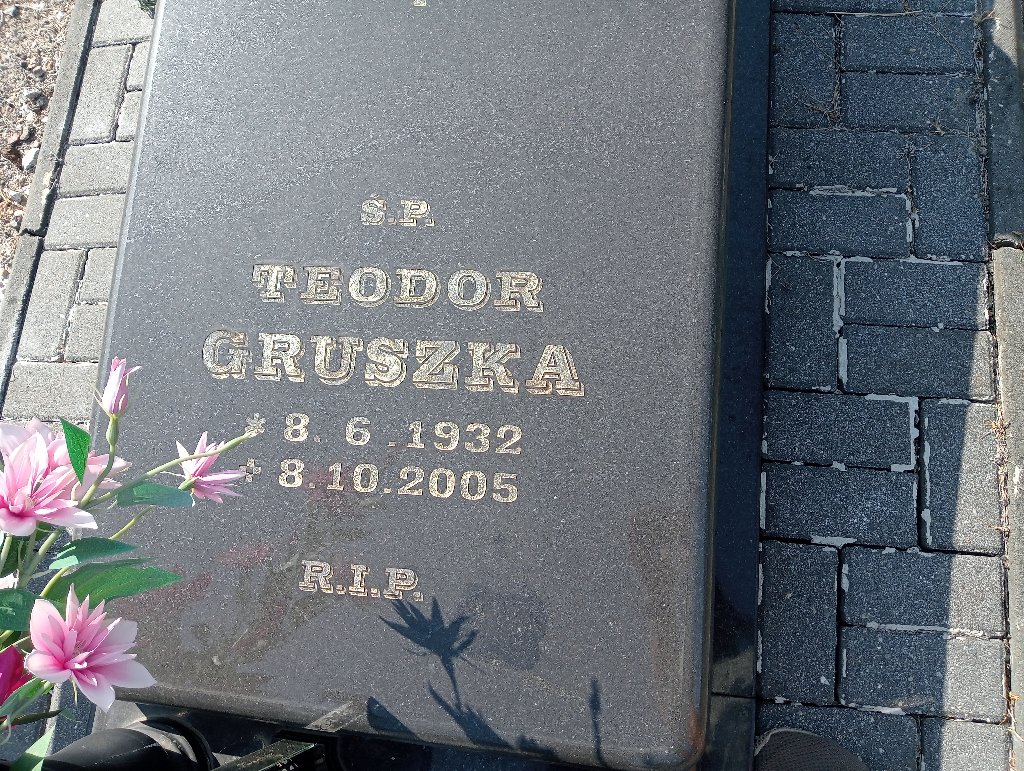 S.P.
TEODOR
GRUSZKA
* 8. 6. 1932
+ 8.10.2005
R.I.P.